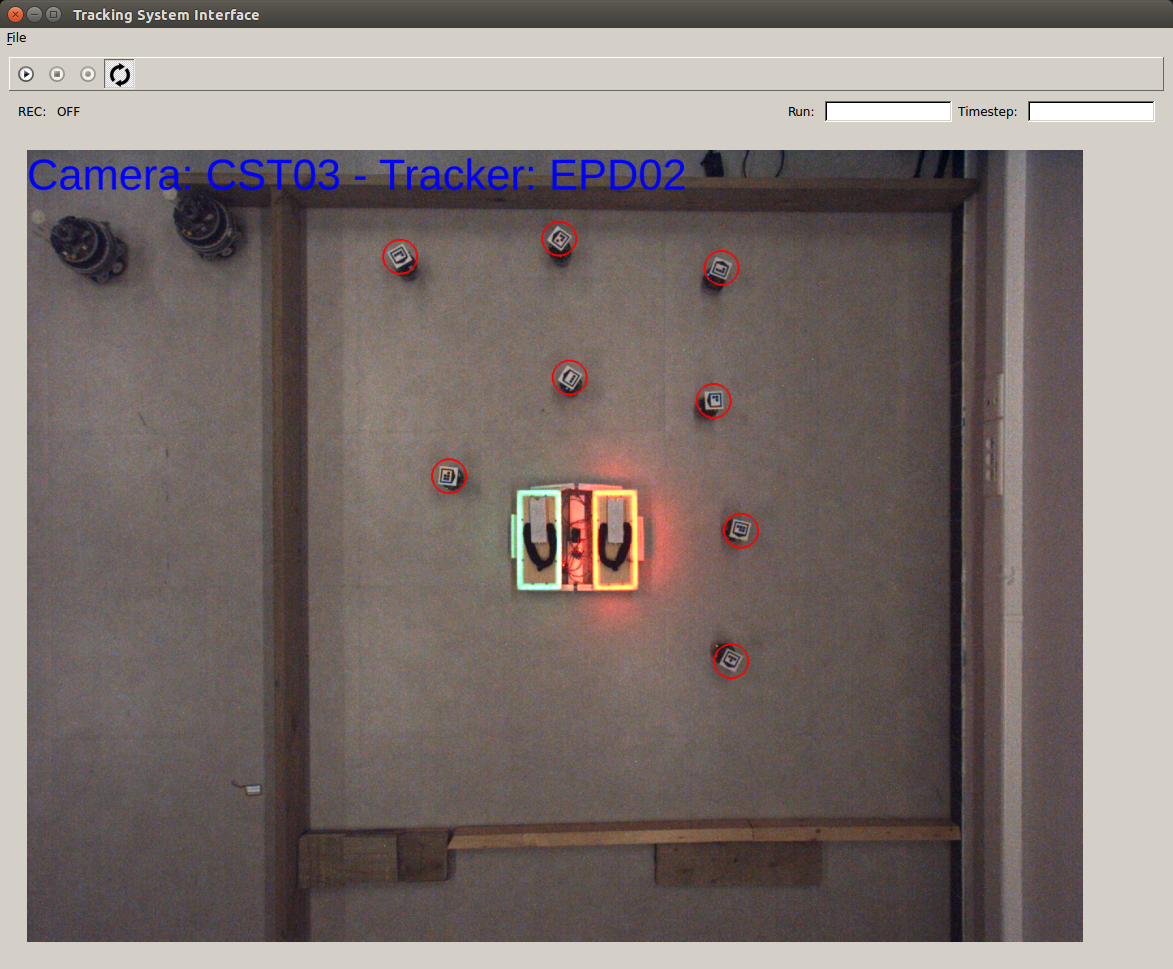 Tracking System Interface
File
REC: OFF Run: Timestep:
Camera: CST03 - Tracker: EPD02